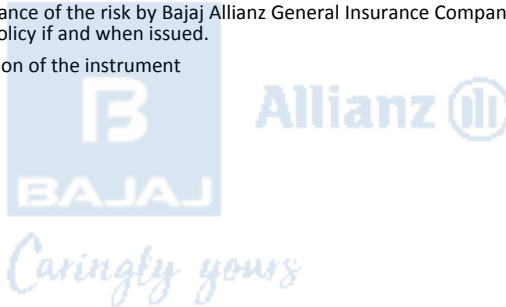 ance of the risk by Bajaj Allianz General Insurance Compan
olicy if and when issued.
on of the instrument
B Allianz
BAJAJ
Caringly yours